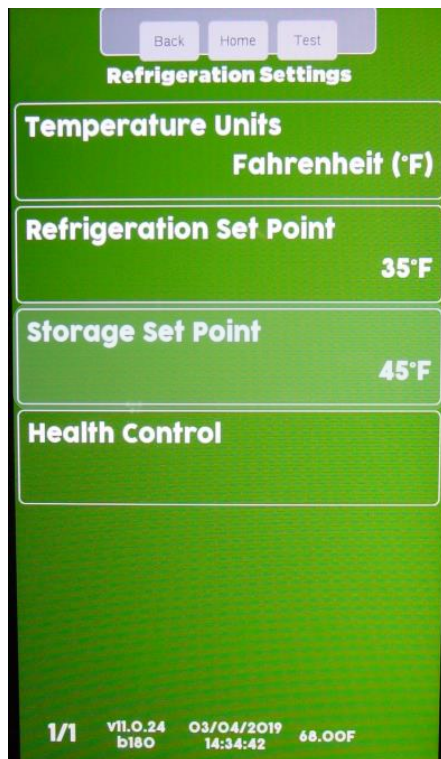 Back Home Test
Refrigeration Settings
Temperature Units
Fahrenheit (°F)
Refrigeration Set Point
35°F
Storage Set Point
45°F
Health Control
1/1 v11.0.24 03/04/2019 68.00F
b180 14:34:42